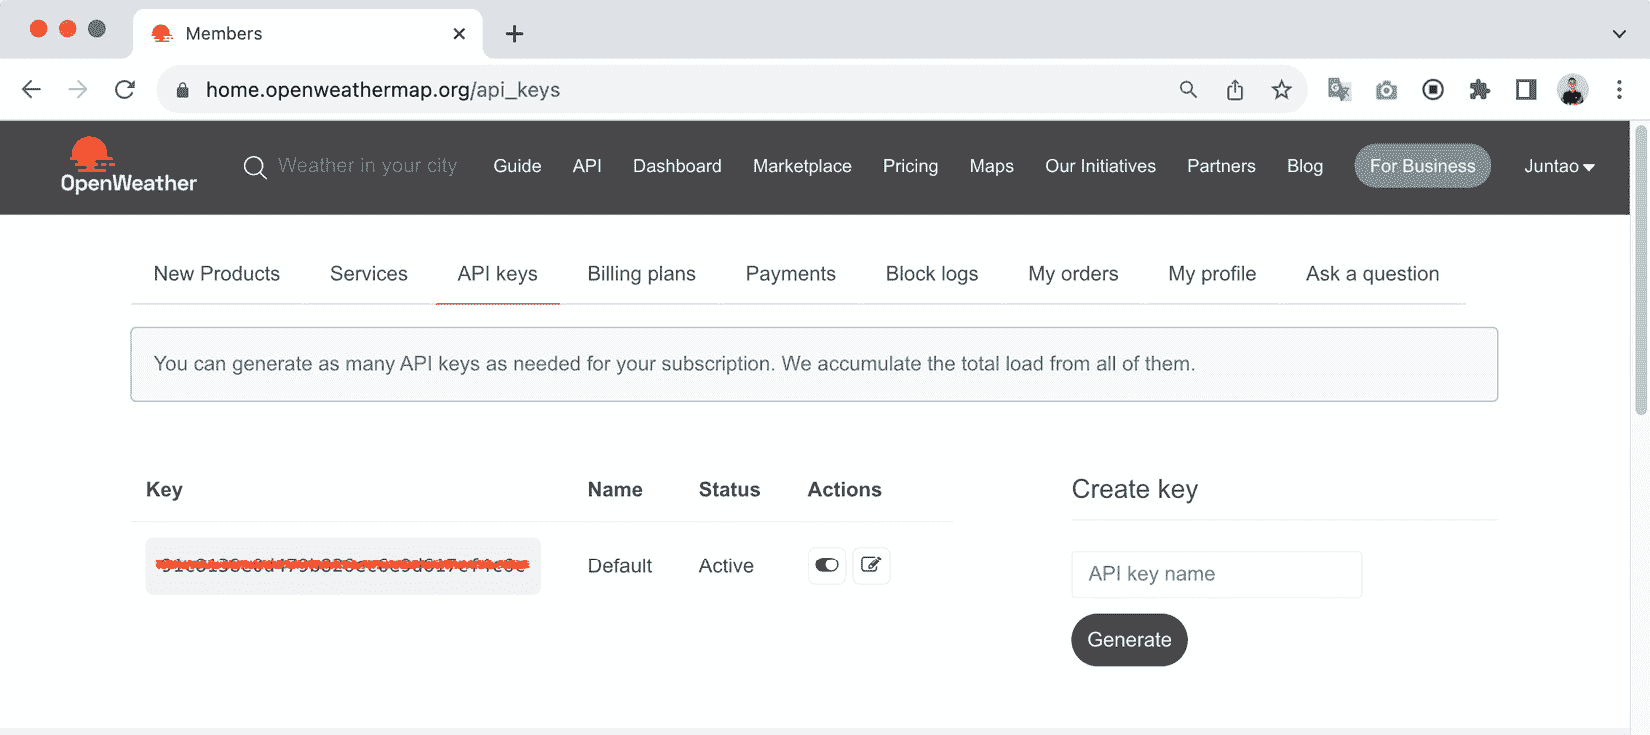 Members
home.openweathermap.org/api_keys
OpenWeather
Weather in your city
Guide
API
Dashboard
Marketplace
Pricing
Maps
Our Initiatives
Partners
Blog
For Business
Juntao
New Products
Services
API keys
Billing plans
Payments
Block logs
My orders
My profile
Ask a question
You can generate as many API keys as needed for your subscription. We accumulate the total load from all of them.
Key
Name
Status
Actions
Default
Active
Create key
API key name
Generate